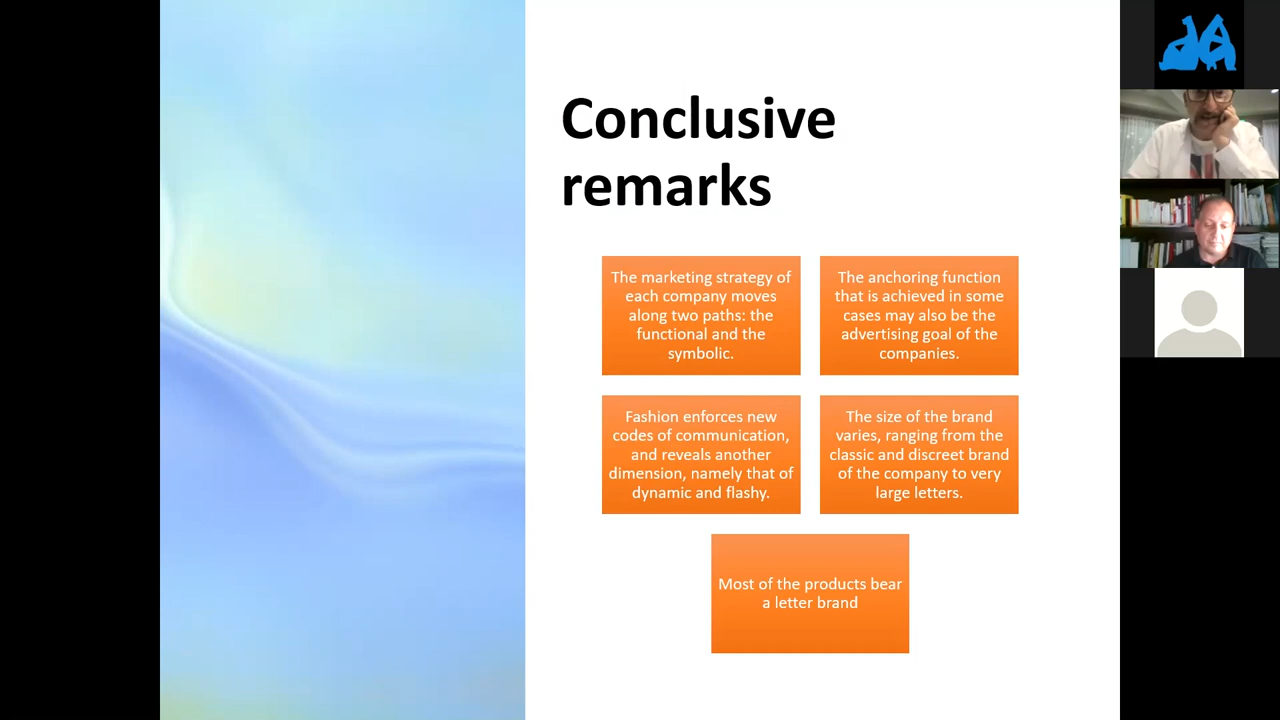 Conclusive
remarks
The marketing strategy of
each company moves
along two paths: the
functional and the
symbolic.
The anchoring function
that is achieved in some
cases may also be the
advertising goal of the
companies.
Fashion enforces new
codes of communication,
and reveals another
dimension, namely that of
dynamic and flashy.
The size of the brand
varies, ranging from the
classic and discreet brand
of the company to very
large letters.
Most of the products bear
a letter brand